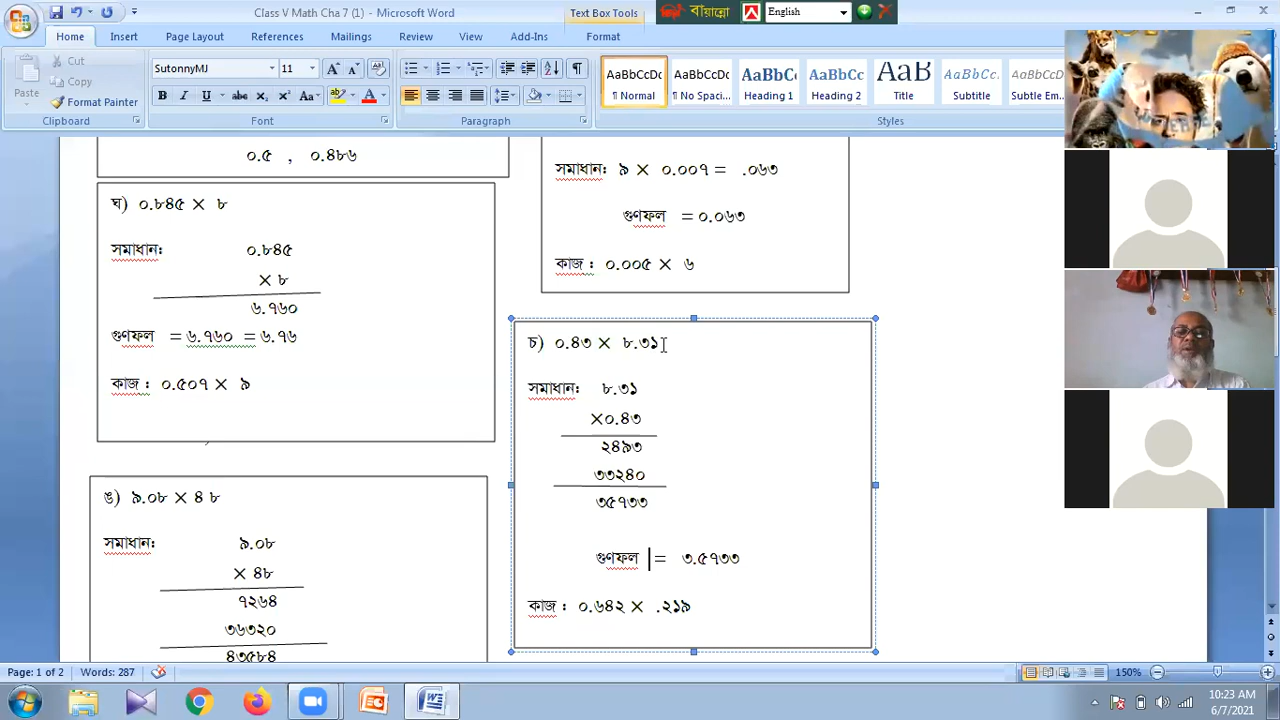 Class V Math Cha 7 (1) - Microsoft Word
Text Box Tools
বায়ান্নো
English
Home Insert Page Layout References Mailings Review View Add-Ins Format
Cut
Copy
Format Painter
Paste
Clipboard
SutonnyMJ 11
Font
Paragraph
AaBbCcDc AaBbCcDc AaBbC AaBbCc AaB AaBbCcL AaBbCcDc
¶ Normal ¶ No Spaci... Heading 1 Heading 2 Title Subtitle Subtle Em...
Styles
০.৫ , ০.৪৮৬
ঘ) ০.৮৪৫ × ৮
সমাধান: ০.৮৪৫
× ৮
৬.৭৬০
গুণফল = ৬.৭৬০ = ৬.৭৬
কাজ : ০.৫০৭ × ৯
ঙ) ৯.০৮ × ৪ ৮
সমাধান: ৯.০৮
× ৪৮
৭২৬৪
৩৬৩২০
৪৩৫৮৪
সমাধান: ৯ × ০.০০৭ = .০৬৩
গুণফল = ০.০৬৩
কাজ : ০.০০৫ × ৬
চ) ০.৪৩ × ৮.৩১
সমাধান: ৮.৩১
×০.৪৩
২৪৯৩
৩৩২৪০
৩৫৭৩৩
গুণফল = ৩.৫৭৩৩
কাজ : ০.৬৪২ × .২১৯
Page: 1 of 2 Words: 287
150%
10:23 AM
6/7/2021